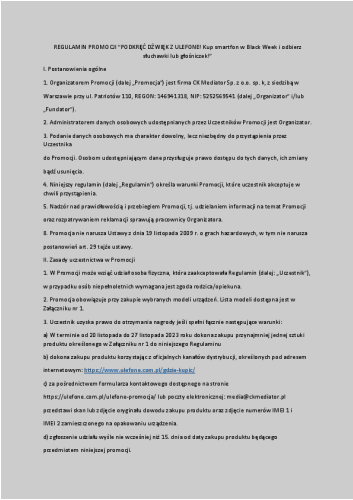 REGULAMIN PROMOCJI "PODKRĘĆ DŹWIĘK Z ULEFONE! Kup smartfon w Black Week i odbierz
słuchawki lub głośniczek!"
I. Postanowienia ogólne
1. Organizatorem Promocji (dalej „Promocja") jest firma CK Mediator Sp. z o.o. sp. k, z siedzibą w
Warszawie przy ul. Patriotów 110, REGON: 146941318, NIP: 5252569541 (dalej „Organizator" i/lub
„Fundator").
2. Administratorem danych osobowych udostępnianych przez Uczestników Promocji jest Organizator.
3. Podanie danych osobowych ma charakter dowolny, lecz niezbędny do przystąpienia przez
Uczestnika
do Promocji. Osobom udostępniającym dane przysługuje prawo dostępu do tych danych, ich zmiany
bądź usunięcia.
4. Niniejszy regulamin (dalej „Regulamin") określa warunki Promocji, które uczestnik akceptuje w
chwili przystąpienia.
5. Nadzór nad prawidłowością i przebiegiem Promocji, tj. udzielaniem informacji na temat Promocji
oraz rozpatrywaniem reklamacji sprawują pracownicy Organizatora.
8. Promocja nie narusza Ustawy z dnia 19 listopada 2009 r. o grach hazardowych, w tym nie narusza
postanowień art. 29 tejże ustawy.
II. Zasady uczestnictwa w Promocji
1. W Promocji może wziąć udział osoba fizyczna, która zaakceptowała Regulamin (dalej: „Uczestnik"),
w przypadku osób niepełnoletnich wymagana jest zgoda rodzica/opiekuna.
2. Promocja obowiązuje przy zakupie wybranych modeli urządzeń. Lista modeli dostępna jest w
Załączniku nr 1.
3. Uczestnik uzyska prawo do otrzymania nagrody jeśli spełni łącznie następujące warunki:
a) W terminie od 20 listopada do 27 listopada 2023 roku dokona zakupu przynajmniej jednej sztuki
produktu określonego w Załączniku nr 1 do niniejszego Regulaminu
b) dokona zakupu produktu korzystając z oficjalnych kanałów dystrybucji, określonych pod adresem
internetowym: https://www.ulefone.com.pl/gdzie-kupic/
c) za pośrednictwem formularza kontaktowego dostępnego na stronie
https://ulefone.com.pl/ulefone-promocja/ lub poczty elektronicznej: media@ckmediator.pl
przedstawi skan lub zdjęcie oryginału dowodu zakupu produktu oraz zdjęcie numerów IMEI 1 i
IMEI 2 zamieszczonego na opakowaniu urządzenia.
d) zgłoszenie udziału wyśle nie wcześniej niż 15. dnia od daty zakupu produktu będącego
przedmiotem niniejszej promocji.